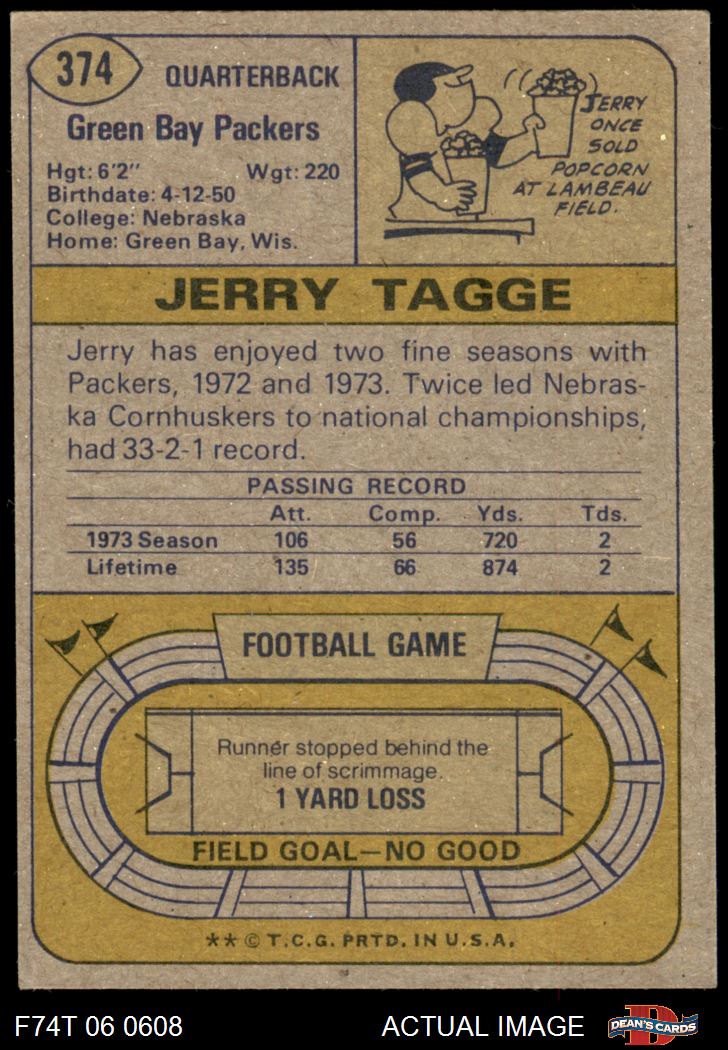 374
QUARTERBACK
Green Bay Packers
Hgt: 6'2" Wgt: 220
Birthdate: 4-12-50
College: Nebraska
Home: Green Bay, Wis.
JERRY
ONCE
SOLD
POPCORN
AT LAMBEAU
FIELD.
JERRY TAGGE
Jerry has enjoyed two fine seasons with
Packers, 1972 and 1973. Twice led Nebras-
ka Cornhuskers to national championships,
had 33-2-1 record.
PASSING RECORD
Att. Comp. Yds. Tds.
1973 Season 106 56 720 2
Lifetime 135 66 874 2
FOOTBALL GAME
Runner stopped behind the
line of scrimmage.
1 YARD LOSS
FIELD GOAL—NO GOOD
** © T.C.G. PRTD. IN U.S.A.
F74T 06 0608 ACTUAL IMAGE
D
DEAN'S CARDS